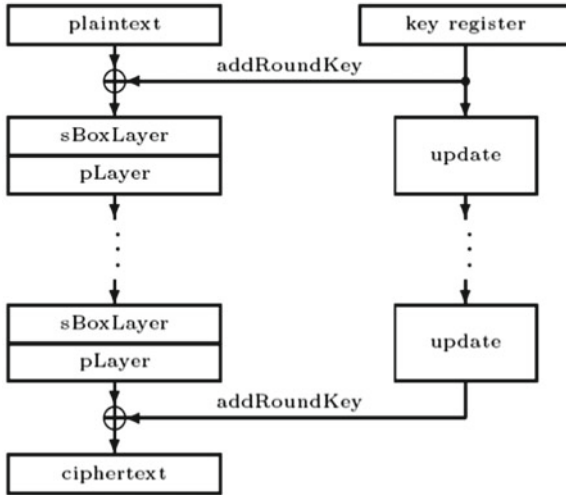 plaintext
key register
addRoundKey
sBoxLayer
pLayer
update
sBoxLayer
pLayer
update
addRoundKey
ciphertext